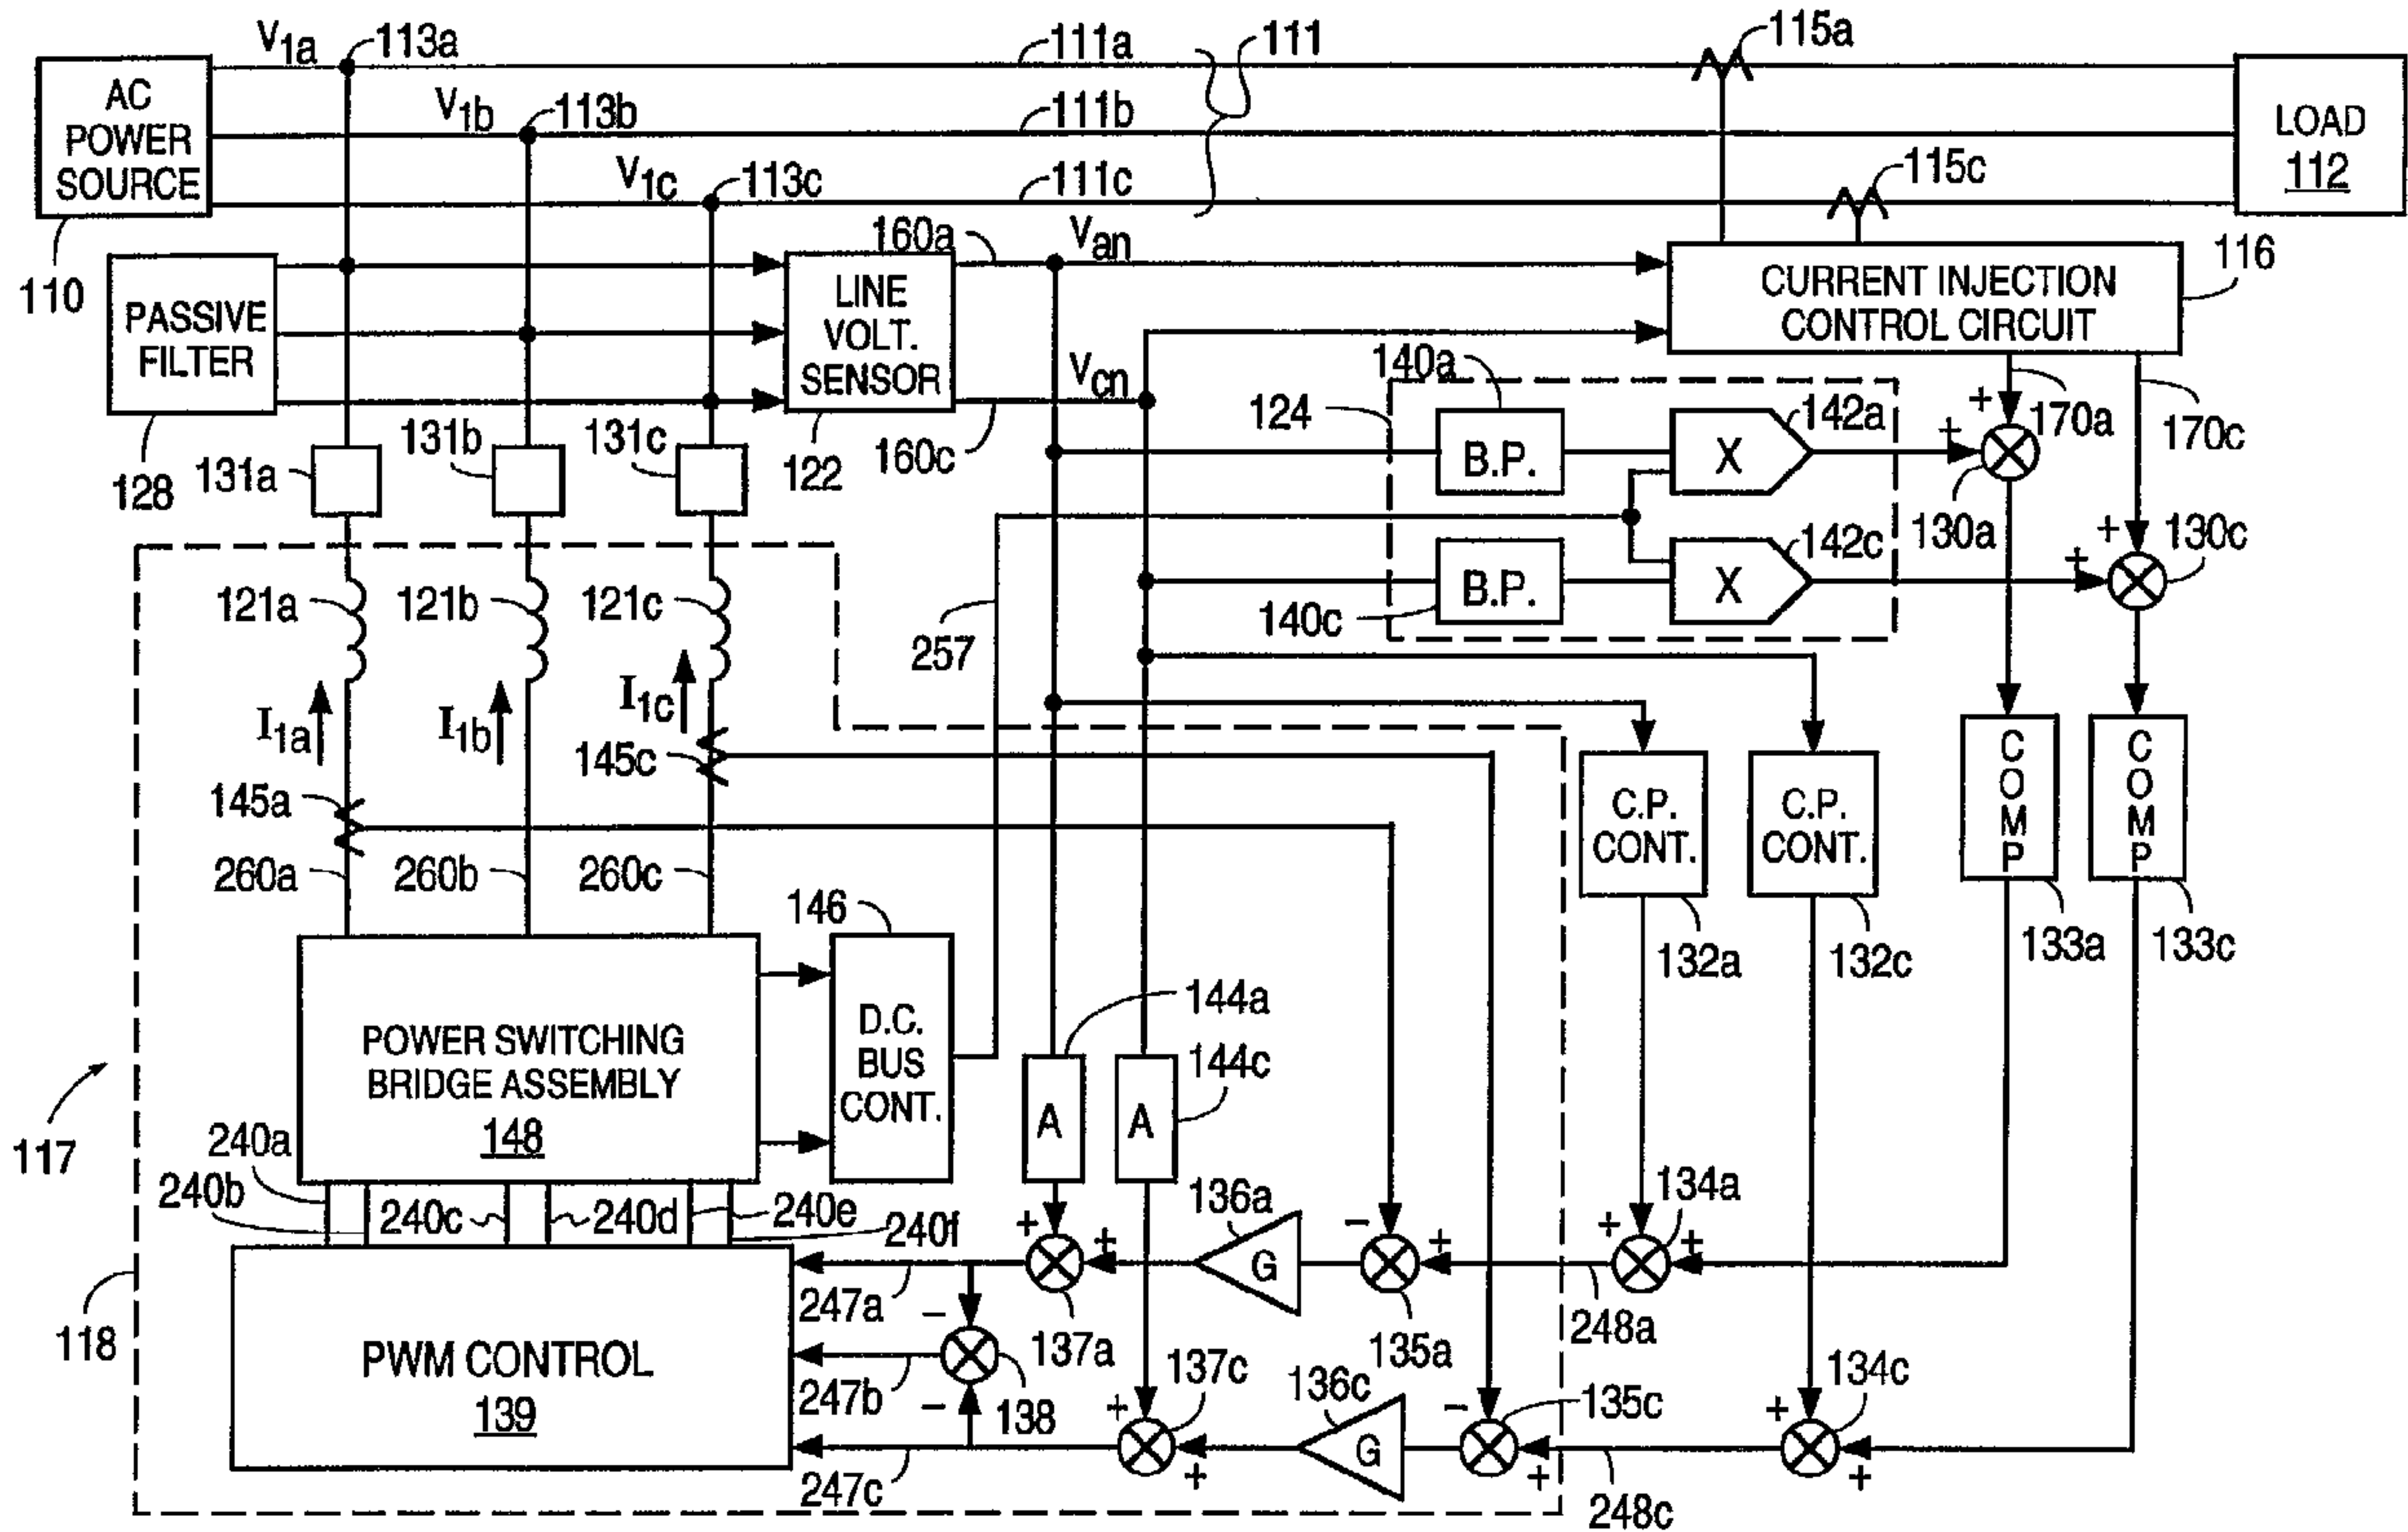 V1a
113a
111a
111
115a
AC
POWER
SOURCE
V1b
113b
111b
LOAD
112
V1c
113c
111c
115c
110
160a
Van
116
PASSIVE
FILTER
LINE
VOLT.
SENSOR
CURRENT INJECTION
CONTROL CIRCUIT
Vcn
140a
128
131a
131b
131c
122
160c
124
142a
+
170a
170c
+
B.P.
X
130a
+
130c
142c
+
B.P.
X
140c
121a
121b
121c
257
I1a
I1b
I1c
145c
145a
C.P.
CONT.
C.P.
CONT.
C
O
M
P
C
O
M
P
260a
260b
260c
146
132a
132c
133a
133c
POWER SWITCHING
BRIDGE ASSEMBLY
148
D.C.
BUS
CONT.
144a
144c
A
A
117
240a
240b
240c
240d
240e
240f
136a
134a
+
+
G
−
+
+
+
247a
−
137a
135a
248a
118
PWM CONTROL
139
247b
−
138
137c
136c
135c
134c
+
−
+
G
247c
+
+
+
248c